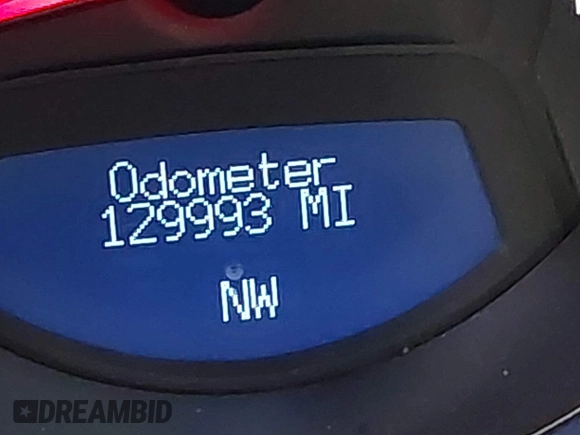 Odometer
129993 MI
NW
DREAMBID